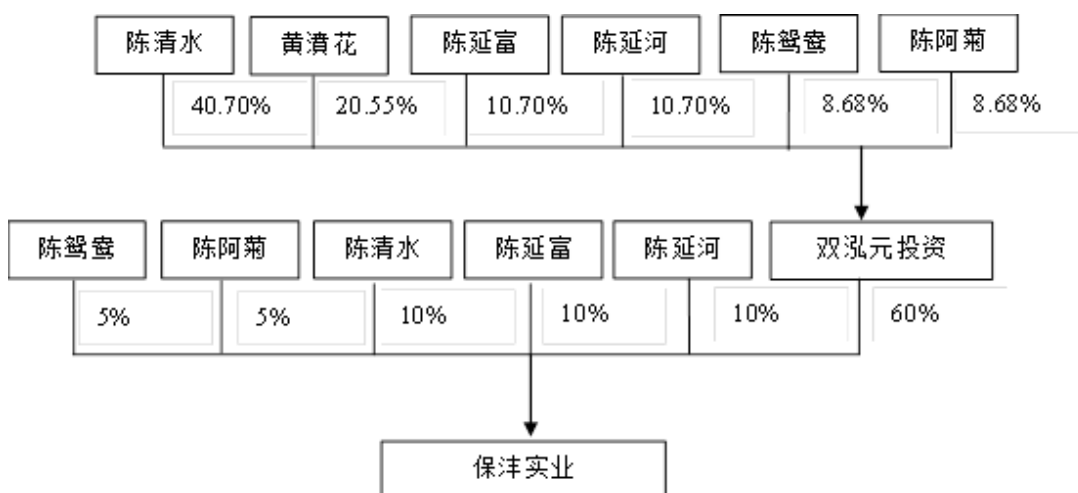 陈清水 黄濆花 陈延富 陈延河 陈鸳鸯 陈阿菊
40.70% 20.55% 10.70% 10.70% 8.68% 8.68%
陈鸳鸯 陈阿菊 陈清水 陈延富 陈延河 双泓元投资
5% 5% 10% 10% 10% 60%
保沣实业